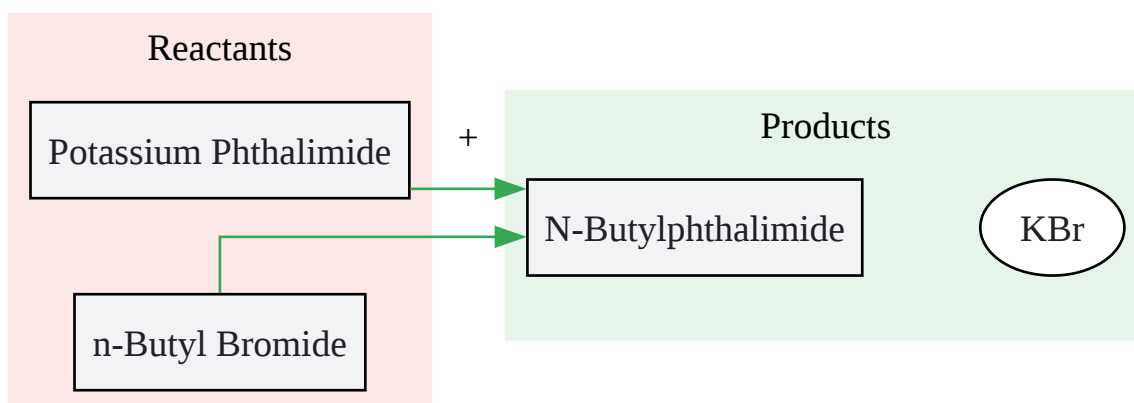 Reactants
Potassium Phthalimide
+
n-Butyl Bromide
Products
N-Butylphthalimide
KBr